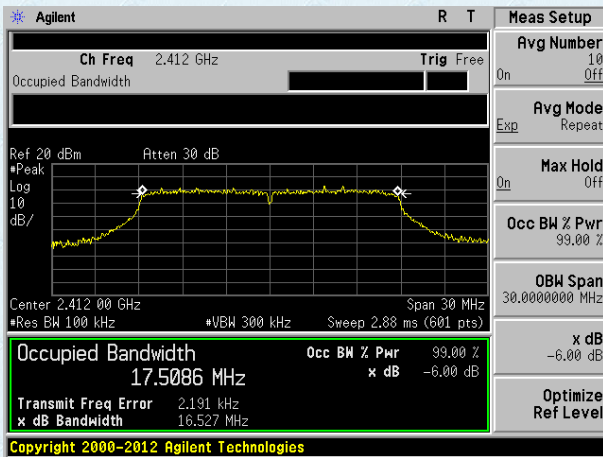 Agilent R T
Ch Freq 2.412 GHz Trig Free
Occupied Bandwidth
Ref 20 dBm Atten 30 dB
#Peak
Log
10
dB/
Center 2.412 00 GHz Span 30 MHz
#Res BW 100 kHz #VBW 300 kHz Sweep 2.88 ms (601 pts)
Occupied Bandwidth Occ BW % Pwr 99.00 %
17.5086 MHz x dB -6.00 dB
Transmit Freq Error 2.191 kHz
x dB Bandwidth 16.527 MHz
Copyright 2000-2012 Agilent Technologies
Meas Setup
Avg Number
10
On Off
Avg Mode
Exp Repeat
Max Hold
On Off
Occ BW % Pwr
99.00 %
OBW Span
30.0000000 MHz
x dB
-6.00 dB
Optimize
Ref Level